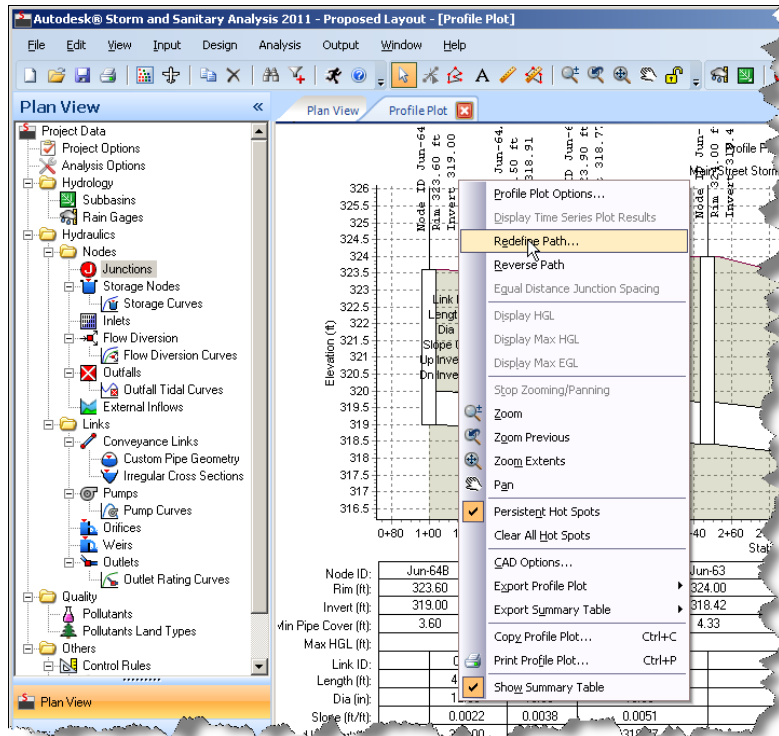 Autodesk® Storm and Sanitary Analysis 2011 - Proposed Layout - [Profile Plot]
File Edit View Input Design Analysis Output Window Help
Plan View «
Project Data
Project Options
Analysis Options
Hydrology
Subbasins
Rain Gages
Hydraulics
Nodes
Junctions
Storage Nodes
Storage Curves
Inlets
Flow Diversion
Flow Diversion Curves
Outfalls
Outfall Tidal Curves
External Inflows
Links
Conveyance Links
Custom Pipe Geometry
Irregular Cross Sections
Pumps
Pump Curves
Orifices
Weirs
Outlets
Outlet Rating Curves
Quality
Pollutants
Pollutants Land Types
Others
Control Rules
Plan View
Plan View Profile Plot
Node ID Jun-64
Rim 323.60 ft
Invert 319.00
Elevation (ft)
326
325.5
325
324.5
324
323.5
323
322.5
322
321.5
321
320.5
320
319.5
319
318.5
318
317.5
317
316.5
0+80 1+00
2+60
Profile Plot Options...
Display Time Series Plot Results
Redefine Path...
Reverse Path
Equal Distance Junction Spacing
Display HGL
Display Max HGL
Display Max EGL
Stop Zooming/Panning
Zoom
Zoom Previous
Zoom Extents
Pan
Persistent Hot Spots
Clear All Hot Spots
CAD Options...
Export Profile Plot
Export Summary Table
Copy Profile Plot... Ctrl+C
Print Profile Plot... Ctrl+P
Show Summary Table
Node ID: Jun-64B Jun-63
Rim (ft): 323.60 324.00
Invert (ft): 319.00 318.42
Min Pipe Cover (ft): 3.60 4.33
Max HGL (ft):
Link ID:
Length (ft):
Dia (in):
Slope (ft/ft): 0.0022 0.0038 0.0051